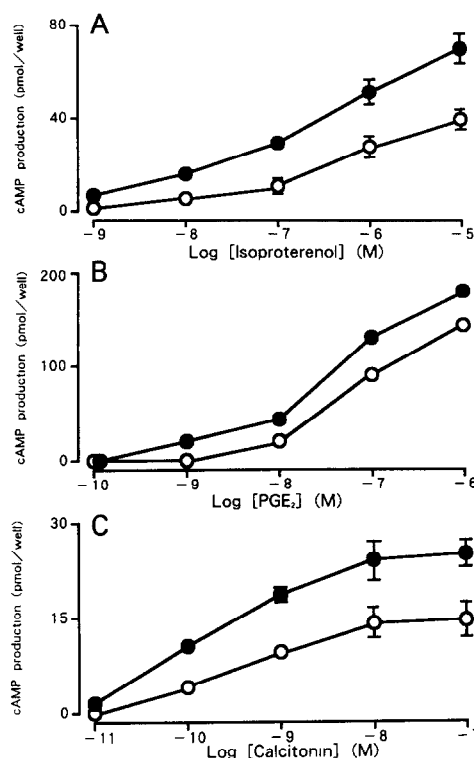 A
cAMP production (pmol/well)
80
40
0
-9 -8 -7 -6 -5
Log [Isoproterenol] (M)
B
cAMP production (pmol/well)
200
100
0
-10 -9 -8 -7 -6
Log [PGE₂] (M)
C
cAMP production (pmol/well)
30
15
0
-11 -10 -9 -8 -7
Log [Calcitonin] (M)